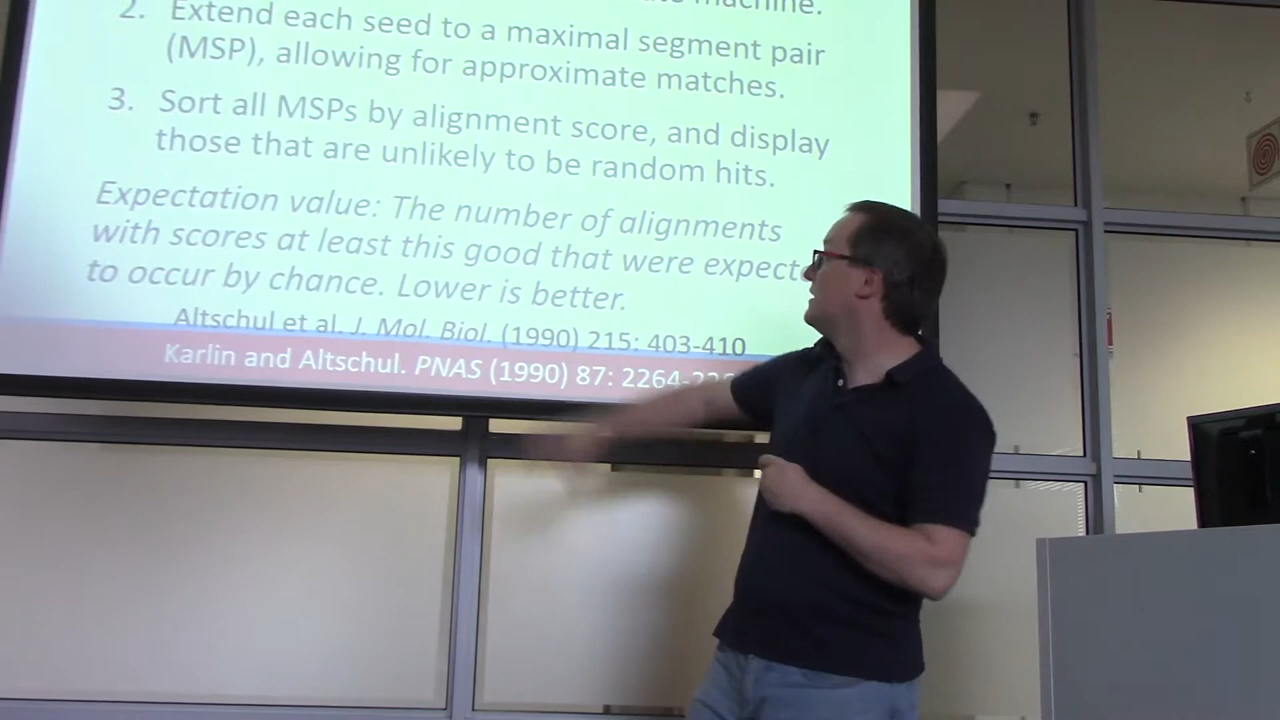 machine.
2. Extend each seed to a maximal segment pair
(MSP), allowing for approximate matches.
3. Sort all MSPs by alignment score, and display
those that are unlikely to be random hits.
Expectation value: The number of alignments
with scores at least this good that were expect
to occur by chance. Lower is better.
Altschul et al. J. Mol. Biol. (1990) 215: 403-410
Karlin and Altschul. PNAS (1990) 87: 2264-